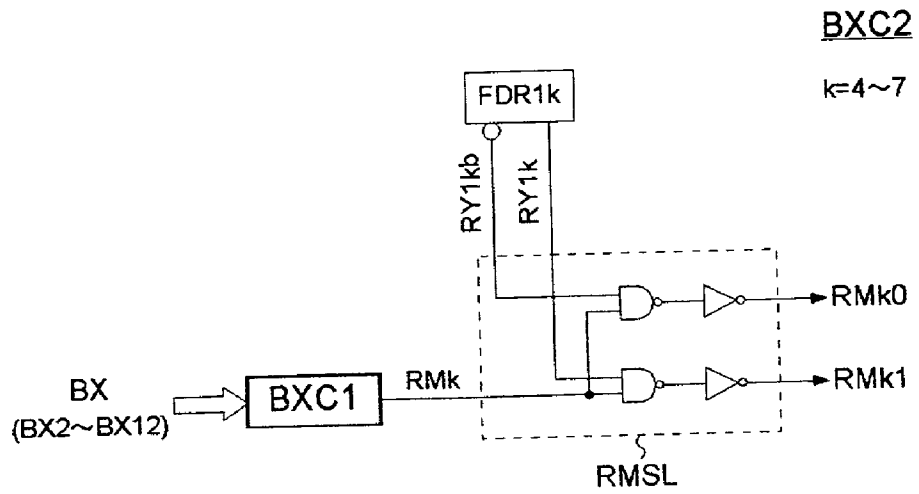 BXC2
k=4～7
FDR1k
RY1kb
RY1k
RMk0
RMk1
RMk
BX
(BX2～BX12)
BXC1
RMSL